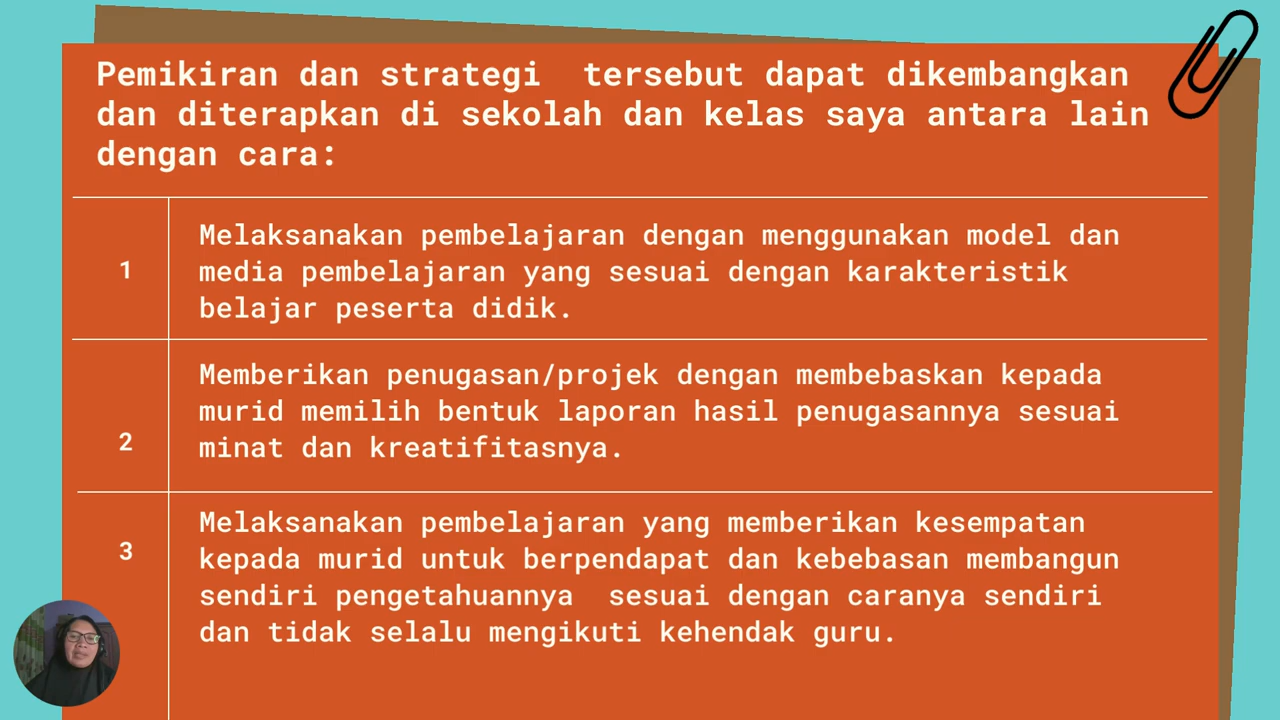 Pemikiran dan strategi  tersebut dapat dikembangkan
dan diterapkan di sekolah dan kelas saya antara lain
dengan cara:
1
Melaksanakan pembelajaran dengan menggunakan model dan
media pembelajaran yang sesuai dengan karakteristik
belajar peserta didik.
2
Memberikan penugasan/projek dengan membebaskan kepada
murid memilih bentuk laporan hasil penugasannya sesuai
minat dan kreatifitasnya.
3
Melaksanakan pembelajaran yang memberikan kesempatan
kepada murid untuk berpendapat dan kebebasan membangun
sendiri pengetahuannya  sesuai dengan caranya sendiri
dan tidak selalu mengikuti kehendak guru.